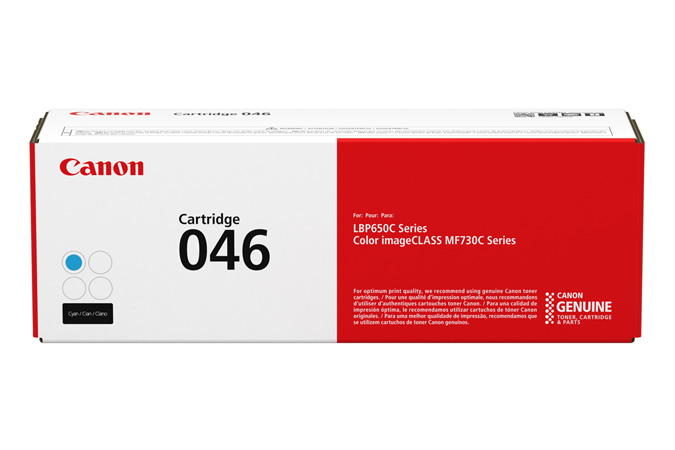 Canon
Cartridge 046
Canon
Cartridge
046
Cyan / Can / Ciano
For: Pour: Para:
LBP650C Series
Color imageCLASS MF730C Series
For optimum print quality, we recommend using genuine Canon toner
cartridges. / Pour une qualité d'impression optimale, nous recommandons
d'utiliser d'authentiques cartouches toner Canon. / Para una calidad de
impresión óptima, le recomendamos utilizar cartuchos de tóner Canon
originales. / Para uma melhor qualidade de impressão, recomendamos que
se utilizem cartuchos de toner Canon genuínos.
CANON
GENUINE
TONER, CARTRIDGE
& PARTS